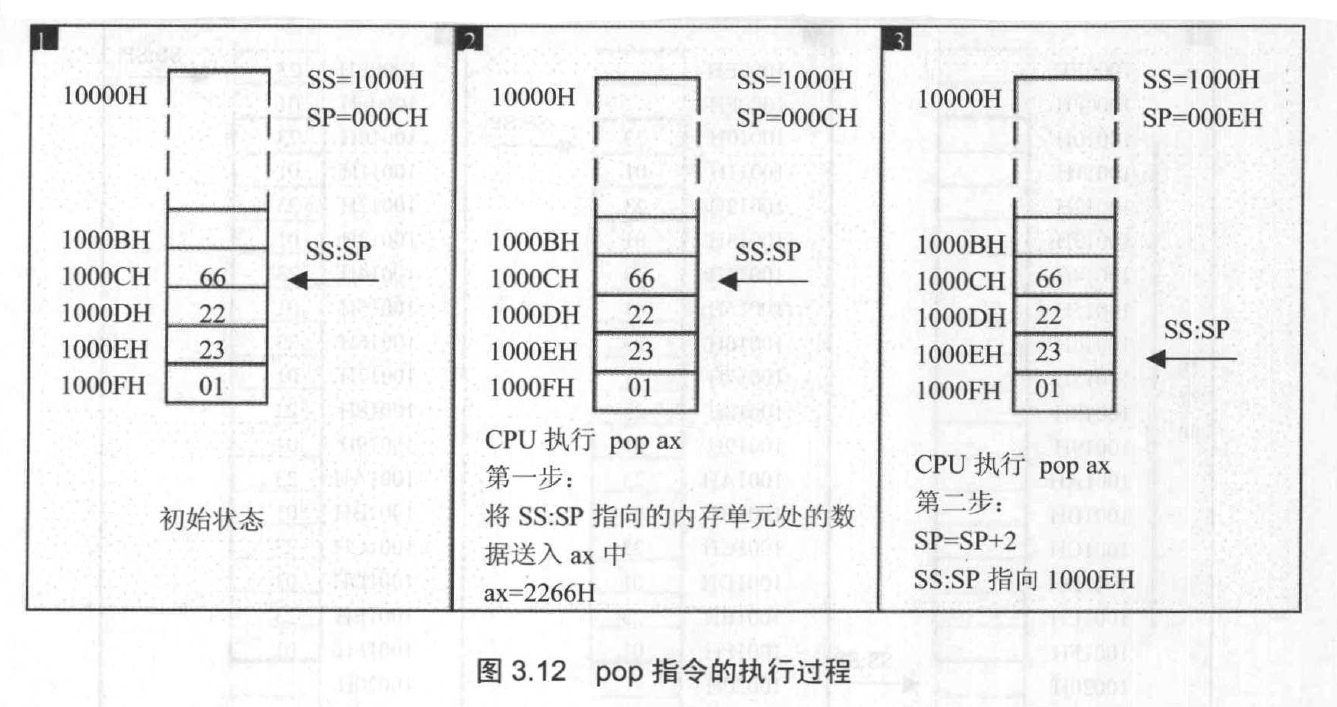 1
SS=1000H
10000H
SP=000CH
1000BH
SS:SP
1000CH 66
1000DH 22
1000EH 23
1000FH 01
初始状态
2
SS=1000H
10000H
SP=000CH
1000BH
SS:SP
1000CH 66
1000DH 22
1000EH 23
1000FH 01
CPU 执行 pop ax
第一步：
将 SS:SP 指向的内存单元处的数
据送入 ax 中
ax=2266H
3
SS=1000H
10000H
SP=000EH
1000BH
1000CH 66
1000DH 22
SS:SP
1000EH 23
1000FH 01
CPU 执行 pop ax
第二步：
SP=SP+2
SS:SP 指向 1000EH
图 3.12 pop 指令的执行过程